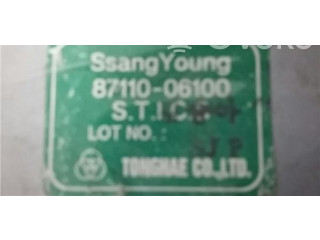 SsangYoung
87110-06100
S.T.I.C.S
LOT NO.:
TONGHAE CO.,LTD.